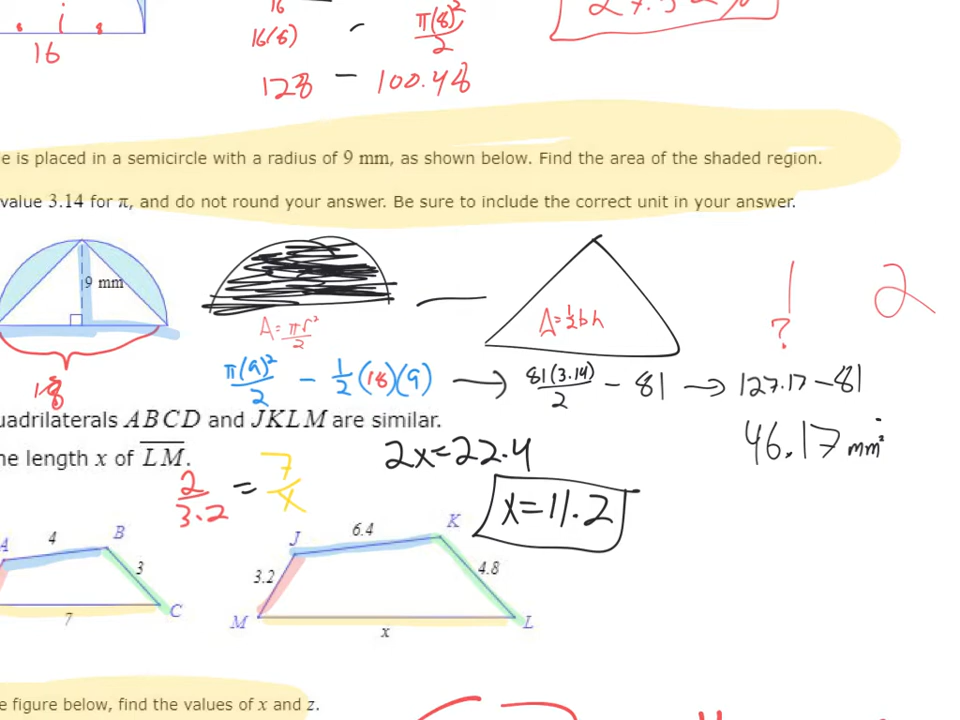 16
16(8) - π(8)²/2
16
128 - 100.48
e is placed in a semicircle with a radius of 9 mm, as shown below. Find the area of the shaded region.
value 3.14 for π, and do not round your answer. Be sure to include the correct unit in your answer.
9 mm
18
A = πr²/2
A = ½bh
?
1 2
π(9)²/2 - ½(18)(9) → 81(3.14)/2 - 81 → 127.17 - 81
46.17 mm²
uadrilaterals ABCD and JKLM are similar.
ne length x of LM.
2/3.2 = 7/x
2x=22.4
x=11.2
A 4 B
3
7 C
J 6.4 K
3.2 4.8
M x L
e figure below, find the values of x and z.